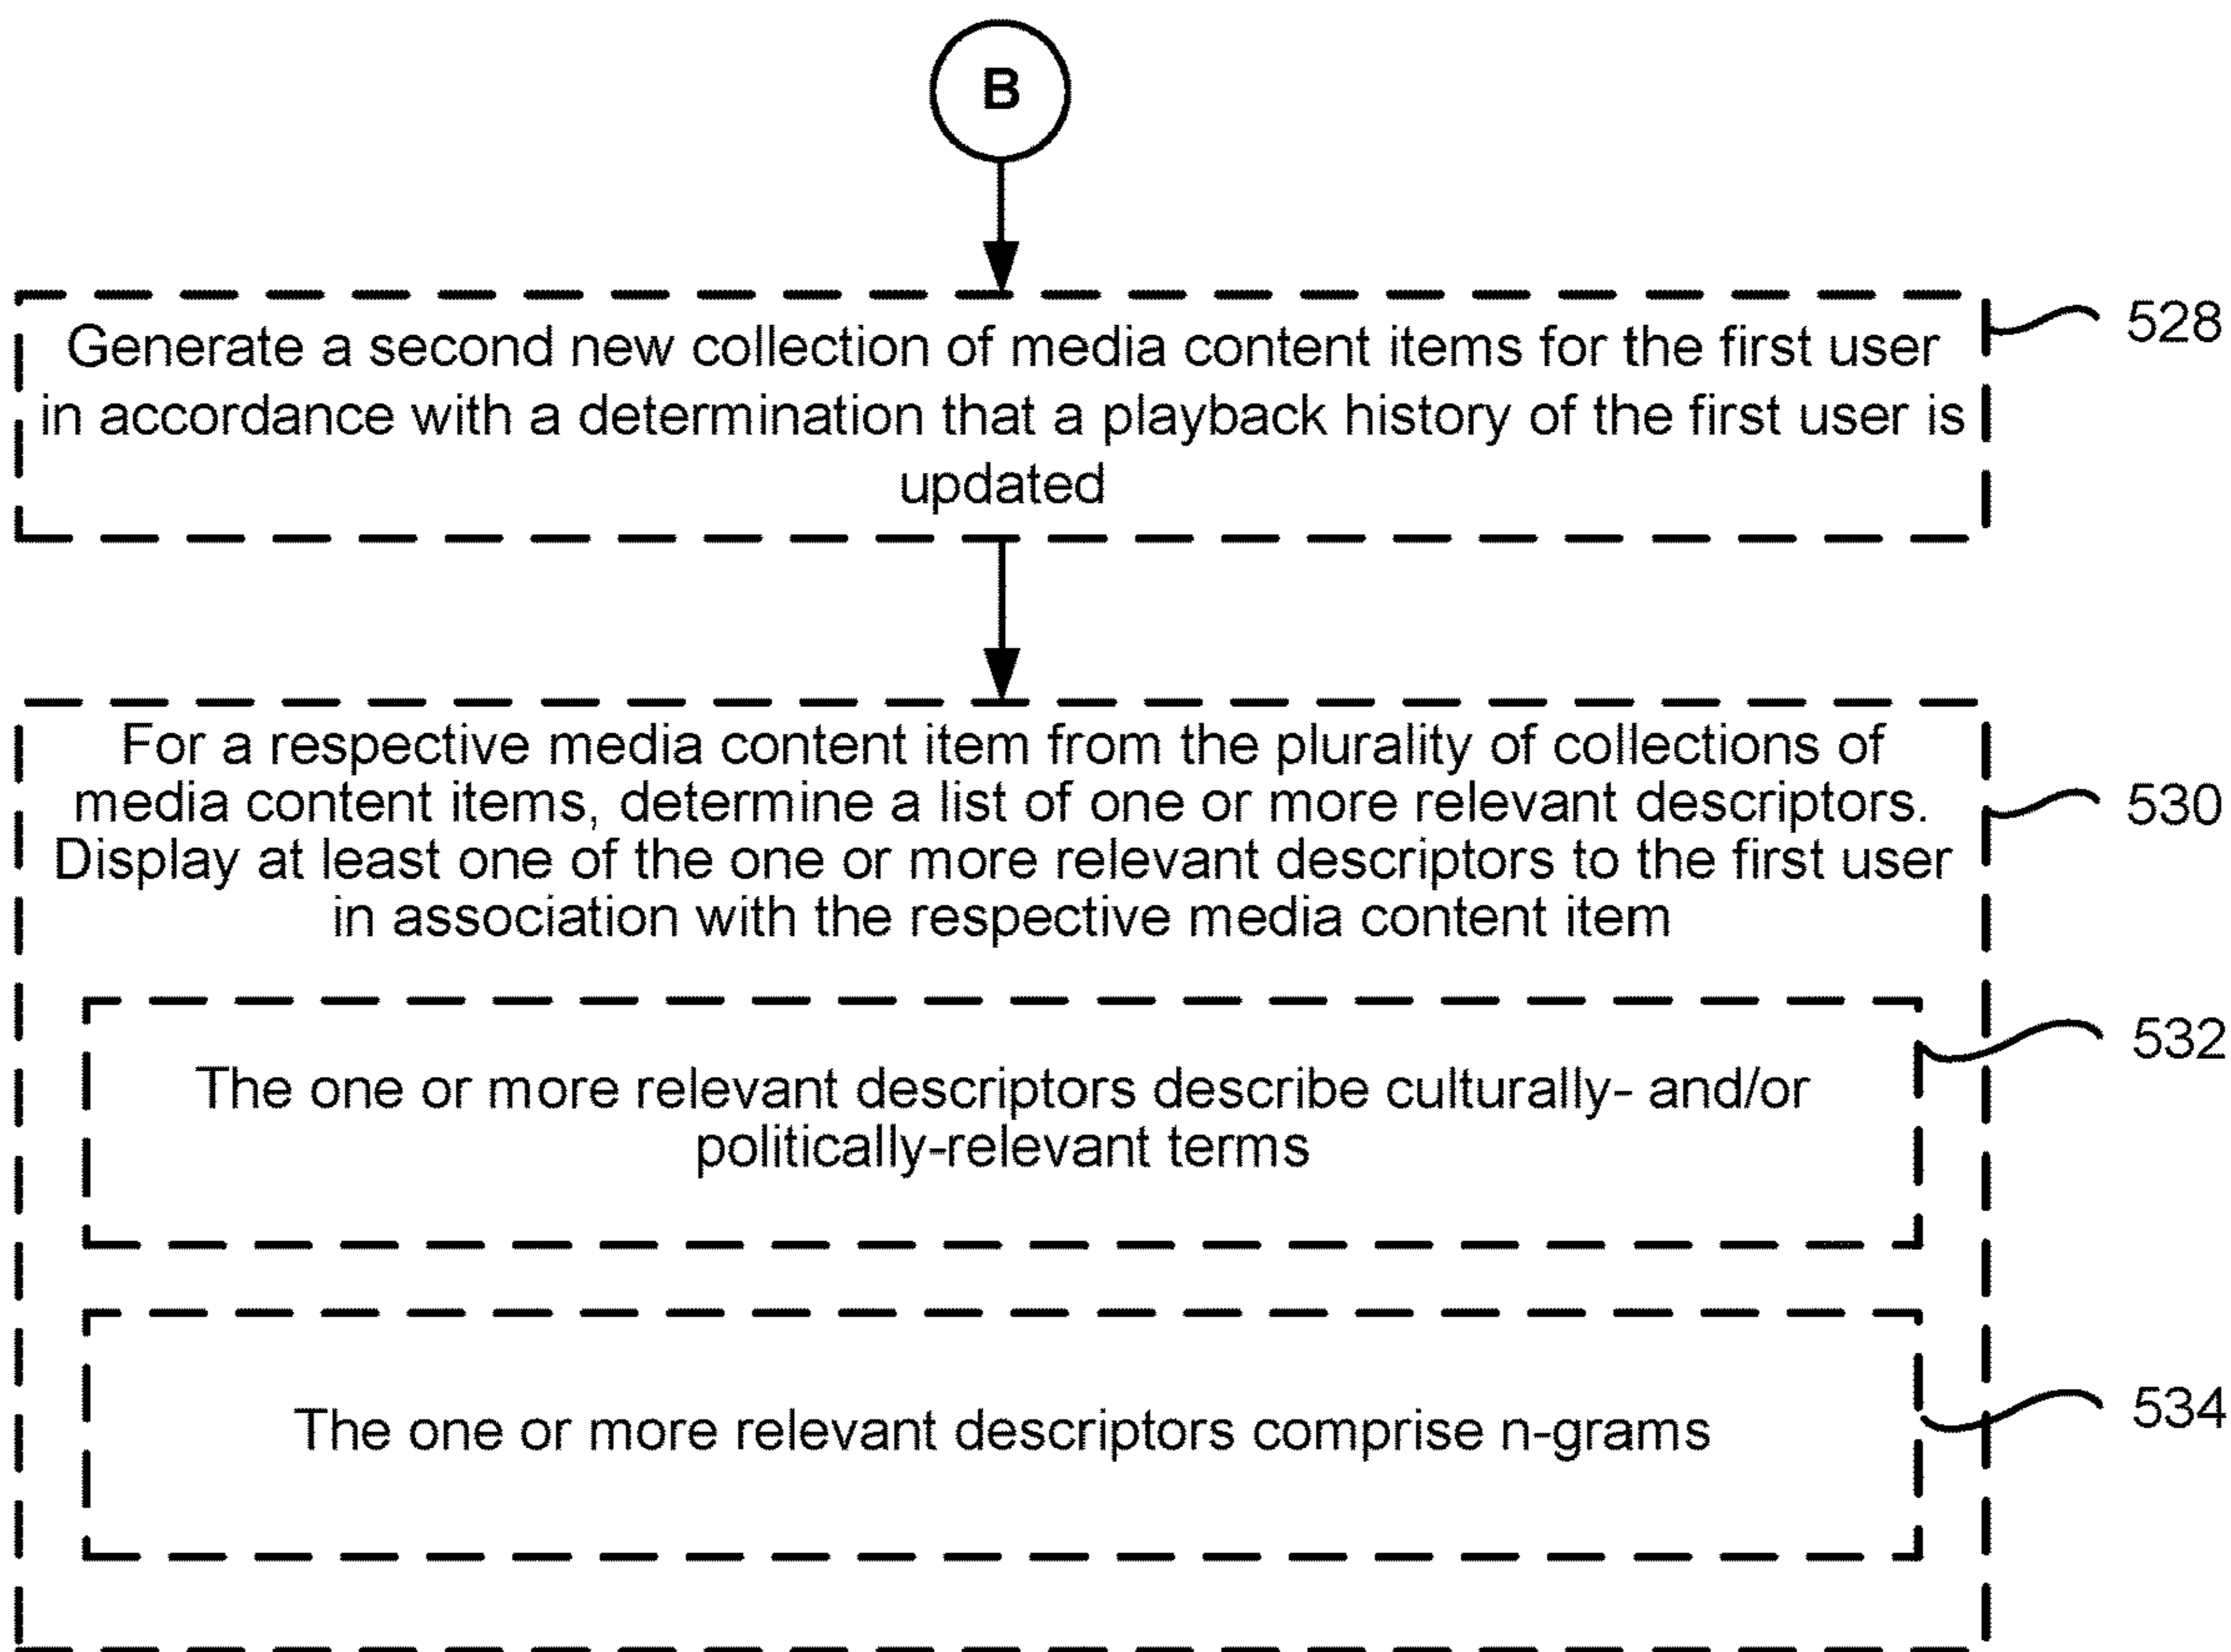 B
Generate a second new collection of media content items for the first user
in accordance with a determination that a playback history of the first user is
updated
528
For a respective media content item from the plurality of collections of
media content items, determine a list of one or more relevant descriptors.
Display at least one of the one or more relevant descriptors to the first user
in association with the respective media content item
530
The one or more relevant descriptors describe culturally- and/or
politically-relevant terms
532
The one or more relevant descriptors comprise n-grams
534